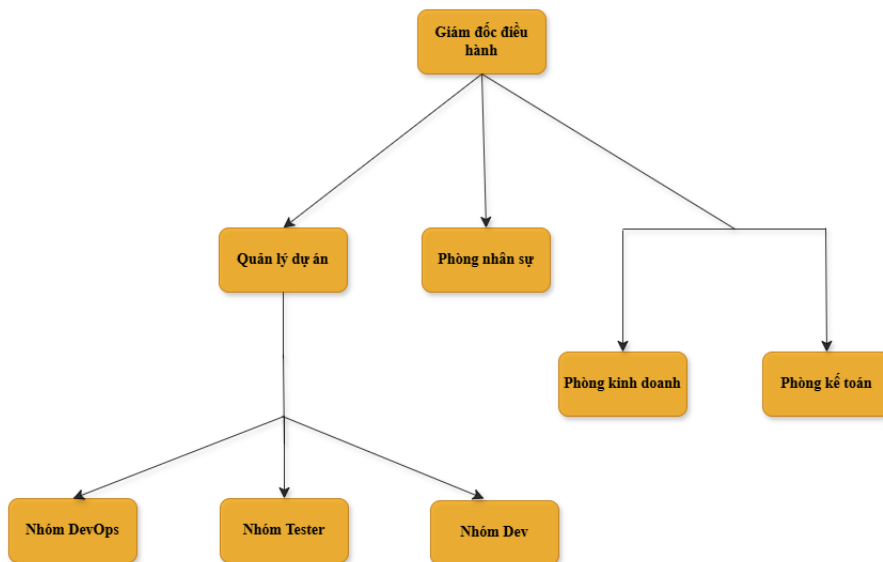 Giám đốc điều
hành
Quản lý dự án
Phòng nhân sự
Phòng kinh doanh
Phòng kế toán
Nhóm DevOps
Nhóm Tester
Nhóm Dev